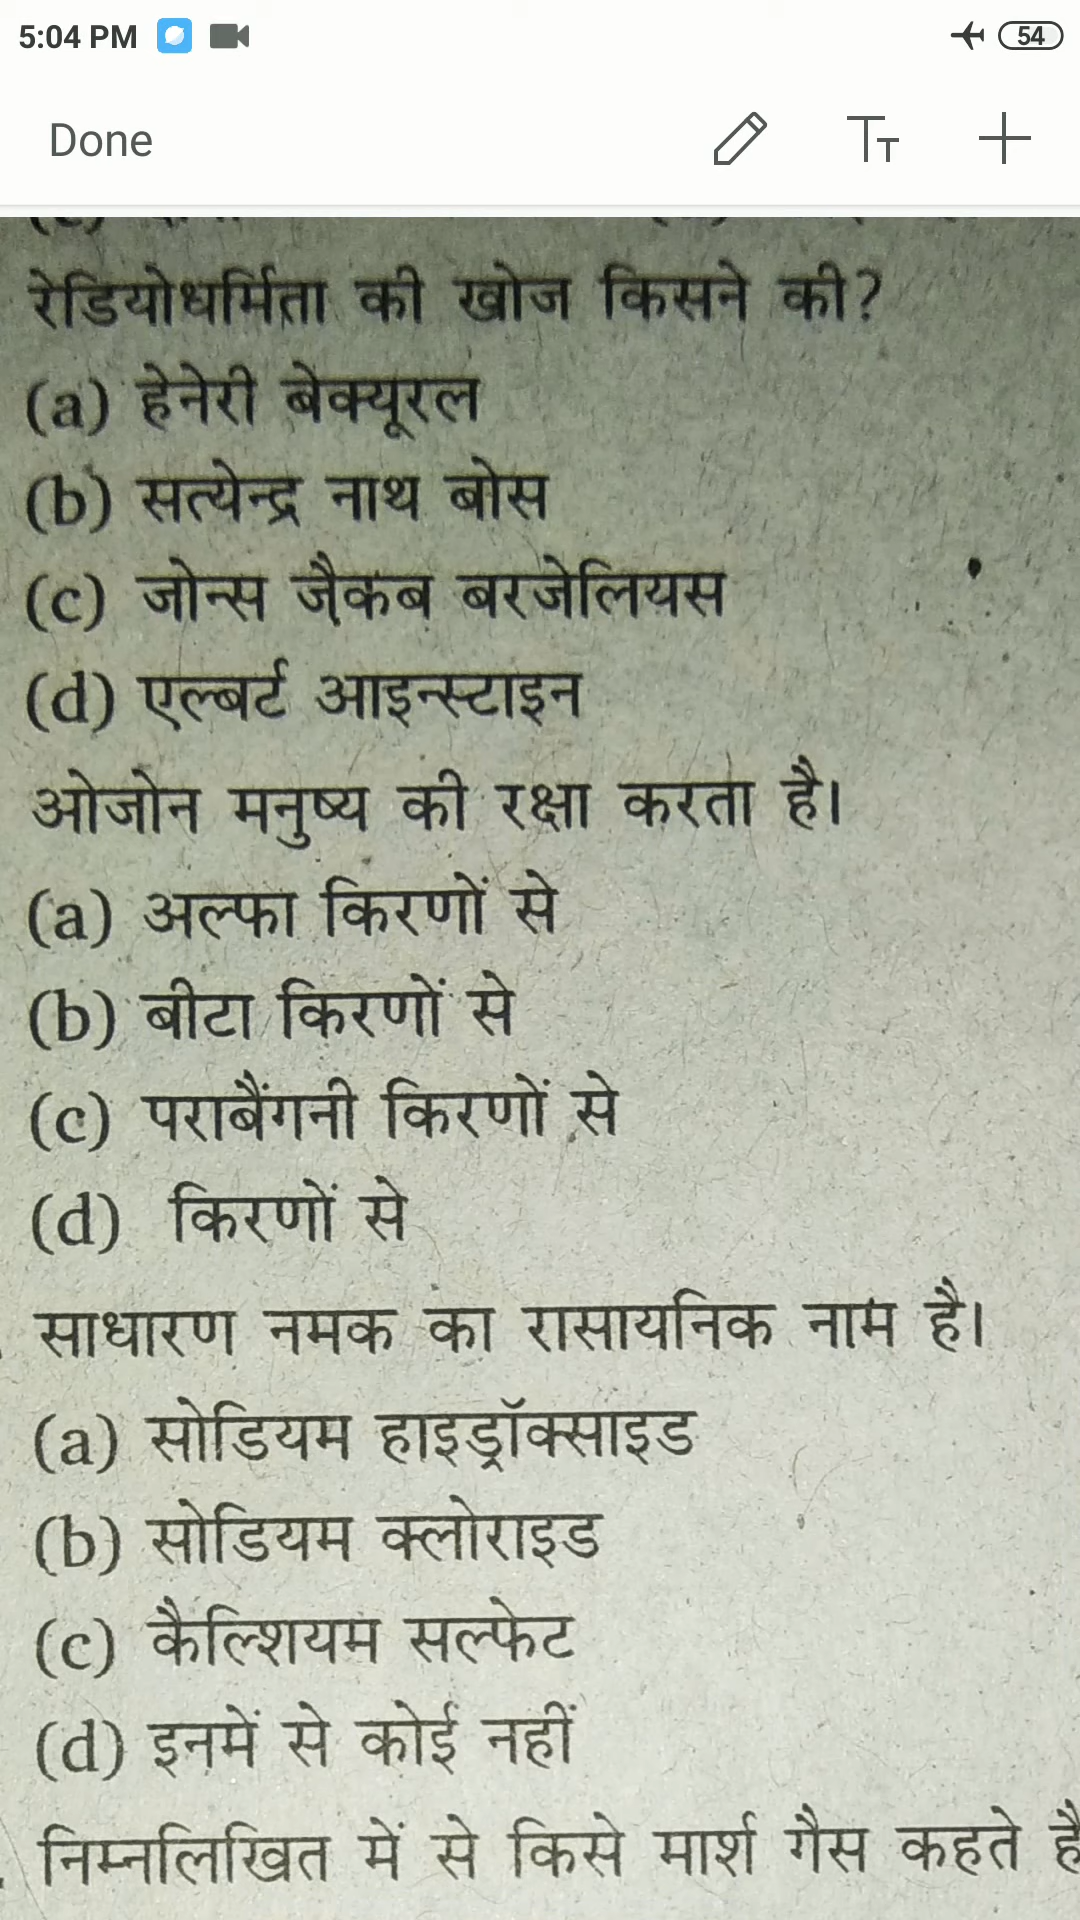 5:04 PM 54
Done
रेडियोधर्मिता की खोज किसने की?
(a) हेनेरी बेक्यूरल
(b) सत्येन्द्र नाथ बोस
(c) जोन्स जैकब बरजेलियस
(d) एल्बर्ट आइन्स्टाइन
ओजोन मनुष्य की रक्षा करता है।
(a) अल्फा किरणों से
(b) बीटा किरणों से
(c) पराबैंगनी किरणों से
(d) किरणों से
साधारण नमक का रासायनिक नाम है।
(a) सोडियम हाइड्रॉक्साइड
(b) सोडियम क्लोराइड
(c) कैल्शियम सल्फेट
(d) इनमें से कोई नहीं
निम्नलिखित में से किसे मार्श गैस कहते है